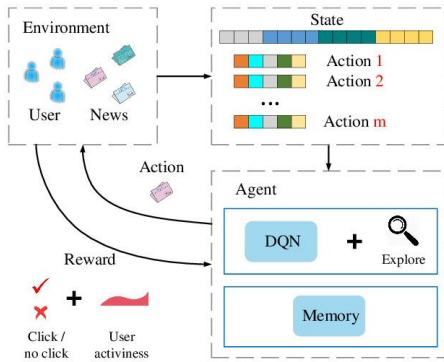 Environment
User News
State
Action 1
Action 2
...
Action m
Action
Agent
DQN + Explore
Memory
Reward
+
Click / no click
User activiness